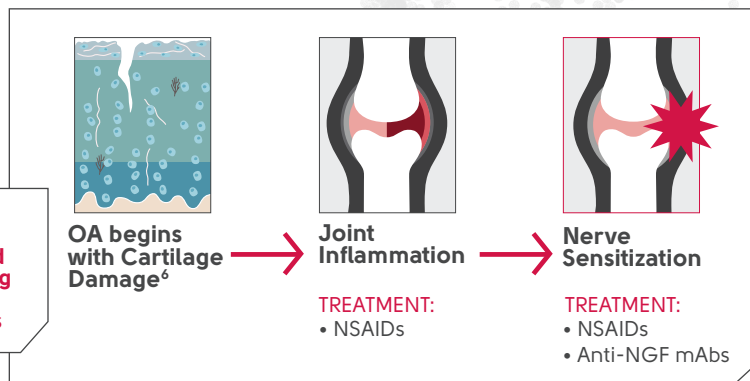 OA begins
with Cartilage
Damage⁶
Joint
Inflammation
TREATMENT:
• NSAIDs
Nerve
Sensitization
TREATMENT:
• NSAIDs
• Anti-NGF mAbs